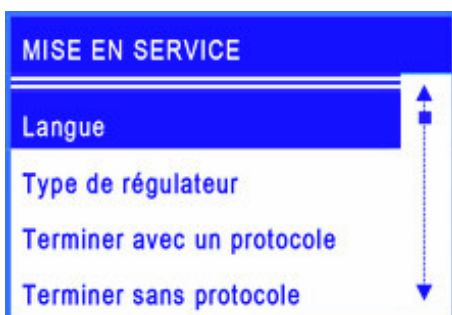 MISE EN SERVICE
Langue
Type de régulateur
Terminer avec un protocole
Terminer sans protocole